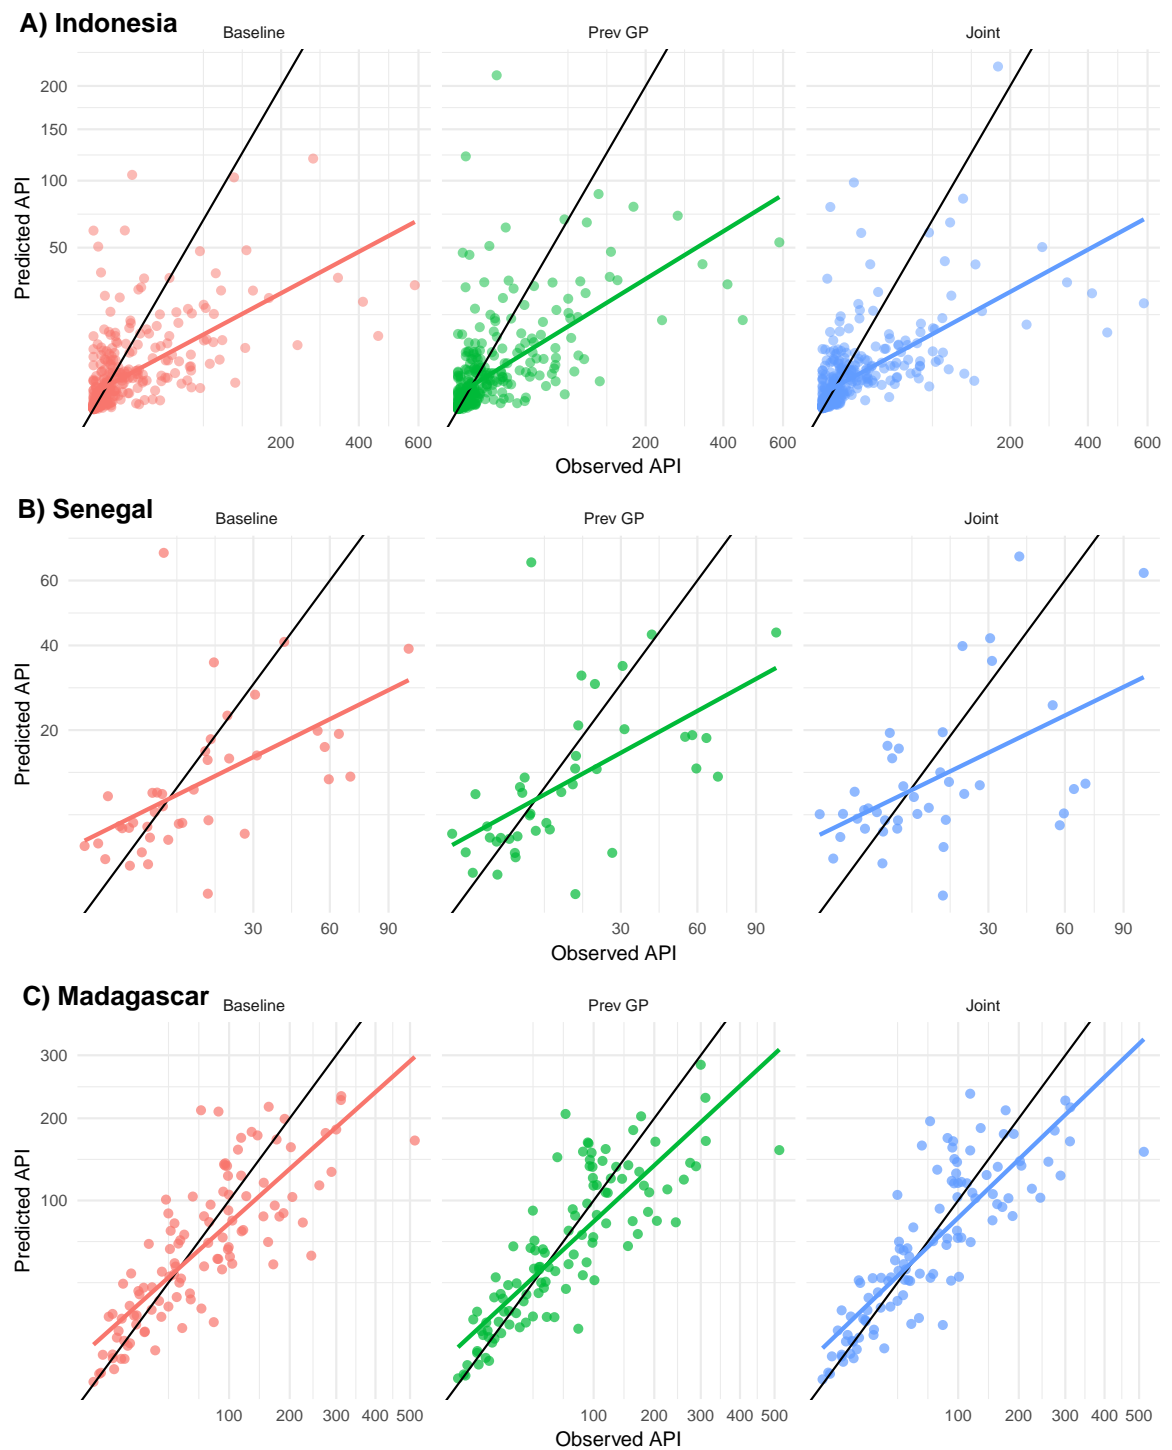 A) Indonesia
Baseline Prev GP Joint
200
150
100
50
Predicted API
200 400 600 200 400 600 200 400 600
Observed API
B) Senegal
Baseline Prev GP Joint
60
40
20
Predicted API
30 60 90 30 60 90 30 60 90
Observed API
C) Madagascar
Baseline Prev GP Joint
300
200
100
Predicted API
100 200 300 400 500 100 200 300 400 500 100 200 300 400 500
Observed API